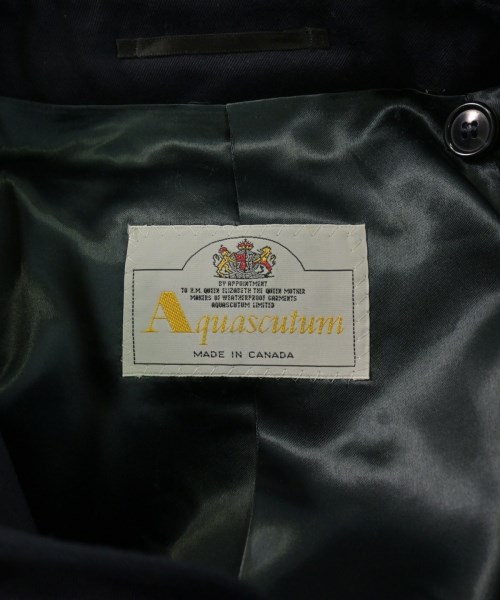 BY APPOINTMENT
TO H.M. QUEEN ELIZABETH THE QUEEN MOTHER
MAKERS OF WEATHERPROOF GARMENTS
AQUASCUTUM LIMITED
Aquascutum
MADE IN CANADA